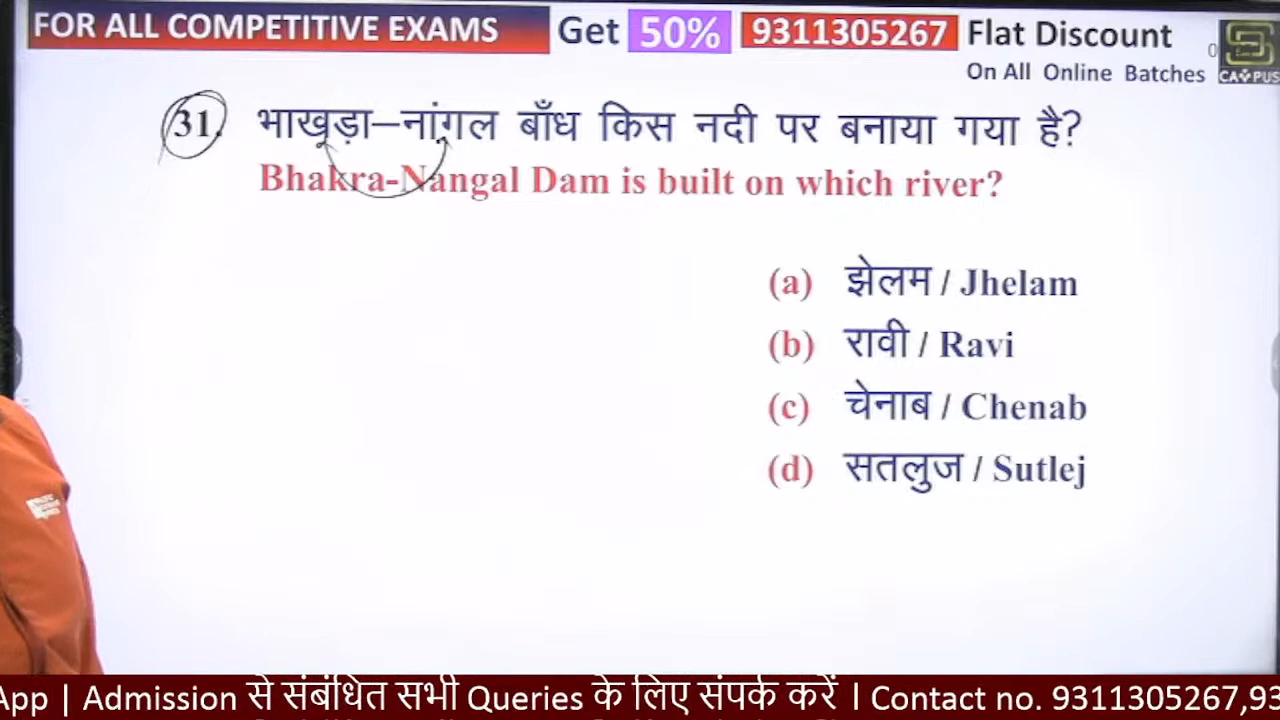 FOR ALL COMPETITIVE EXAMS Get 50% 9311305267 Flat Discount
On All Online Batches
CAMPUS
31. भाखूड़ा–नांगल बाँध किस नदी पर बनाया गया है?
Bhakra-Nangal Dam is built on which river?
(a) झेलम / Jhelam
(b) रावी / Ravi
(c) चेनाब / Chenab
(d) सतलुज / Sutlej
App | Admission से संबंधित सभी Queries के लिए संपर्क करें । Contact no. 9311305267,93